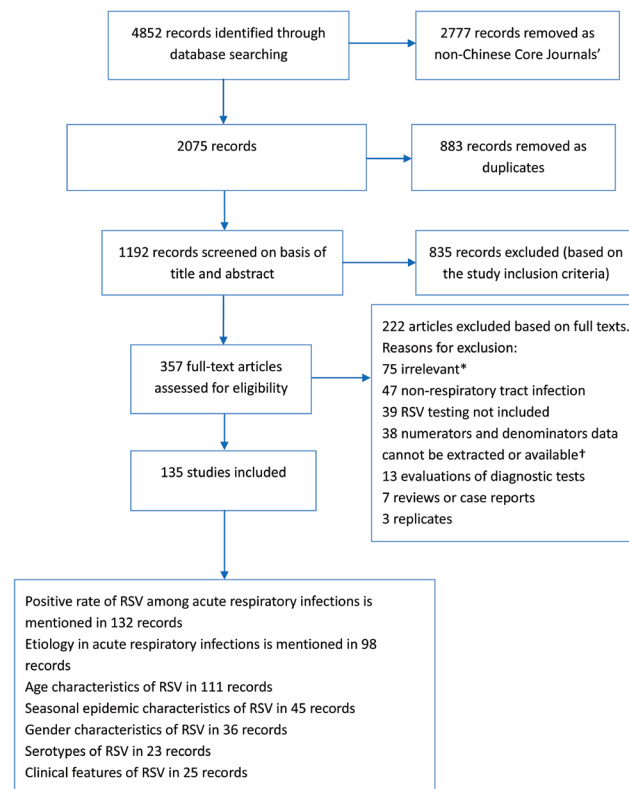 4852 records identified through
database searching
2777 records removed as
non-Chinese Core Journals’
2075 records
883 records removed as
duplicates
1192 records screened on basis of
title and abstract
835 records excluded (based on
the study inclusion criteria)
357 full-text articles
assessed for eligibility
222 articles excluded based on full texts.
Reasons for exclusion:
75 irrelevant*
47 non-respiratory tract infection
39 RSV testing not included
38 numerators and denominators data
cannot be extracted or available†
13 evaluations of diagnostic tests
7 reviews or case reports
3 replicates
135 studies included
Positive rate of RSV among acute respiratory infections is
mentioned in 132 records
Etiology in acute respiratory infections is mentioned in 98
records
Age characteristics of RSV in 111 records
Seasonal epidemic characteristics of RSV in 45 records
Gender characteristics of RSV in 36 records
Serotypes of RSV in 23 records
Clinical features of RSV in 25 records